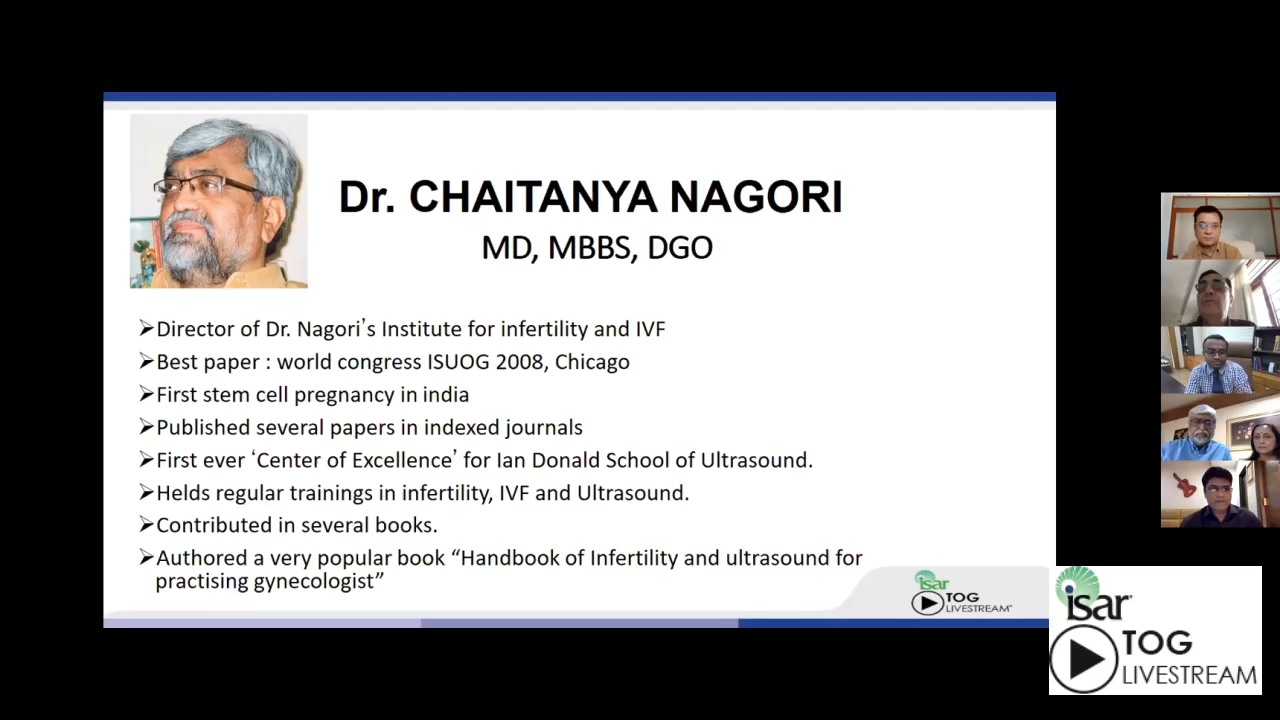 Dr. CHAITANYA NAGORI
MD, MBBS, DGO
➢Director of Dr. Nagori's Institute for infertility and IVF
➢Best paper : world congress ISUOG 2008, Chicago
➢First stem cell pregnancy in india
➢Published several papers in indexed journals
➢First ever ‘Center of Excellence’ for Ian Donald School of Ultrasound.
➢Helds regular trainings in infertility, IVF and Ultrasound.
➢Contributed in several books.
➢Authored a very popular book “Handbook of Infertility and ultrasound for
practising gynecologist”
isar
TOG
LIVESTREAM
isar
TOG
LIVESTREAM